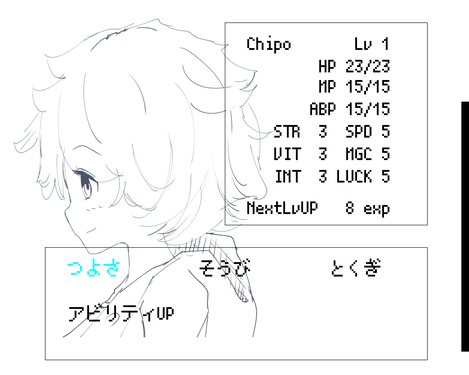 Chipo Lv 1
HP 23/23
MP 15/15
ABP 15/15
STR 3 SPD 5
VIT 3 MGC 5
INT 3 LUCK 5
NextLvUP 8 exp
つよさ そうび とくぎ
アビリティUP